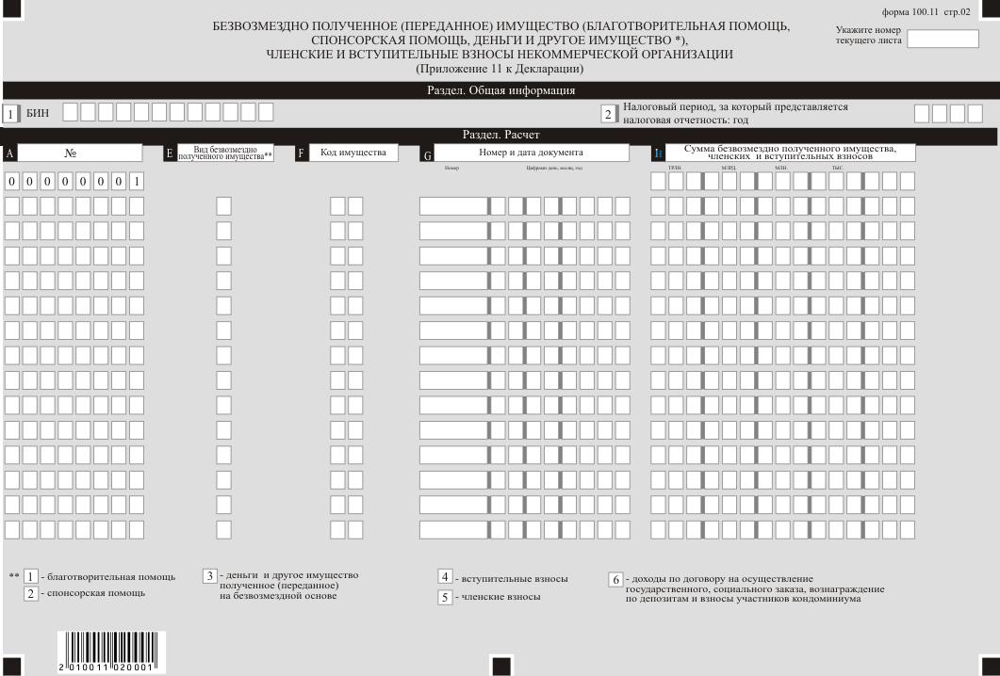 форма 100.11 стр.02
БЕЗВОЗМЕЗДНО ПОЛУЧЕННОЕ (ПЕРЕДАННОЕ) ИМУЩЕСТВО (БЛАГОТВОРИТЕЛЬНАЯ ПОМОЩЬ,
СПОНСОРСКАЯ ПОМОЩЬ, ДЕНЬГИ И ДРУГОЕ ИМУЩЕСТВО *),
ЧЛЕНСКИЕ И ВСТУПИТЕЛЬНЫЕ ВЗНОСЫ НЕКОММЕРЧЕСКОЙ ОРГАНИЗАЦИИ
(Приложение 11 к Декларации)
Укажите номер
текущего листа
Раздел. Общая информация
1 БИН
2 Налоговый период, за который представляется
налоговая отчетность: год
Раздел. Расчет
A №
E Вид безвозмездно
полученного имущества**
F Код имущества
G Номер и дата документа
H Сумма безвозмездно полученного имущества,
членских и вступительных взносов
Номер Цифрами день, месяц, год
ТРЛН. МЛРД. МЛН. ТЫС.
0 0 0 0 0 0 0 1
** 1 - благотворительная помощь
2 - спонсорская помощь
3 - деньги и другое имущество
полученное (переданное)
на безвозмездной основе
4 - вступительные взносы
5 - членские взносы
6 - доходы по договору на осуществление
государственного, социального заказа, вознаграждение
по депозитам и взносы участников кондоминиума
2 010011 020001